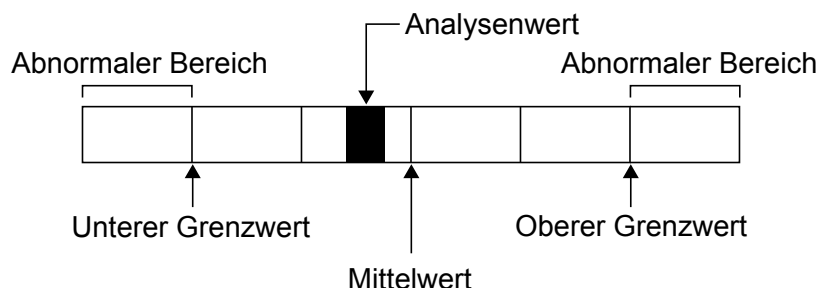 Analysenwert
Abnormaler Bereich
Abnormaler Bereich
Unterer Grenzwert
Oberer Grenzwert
Mittelwert